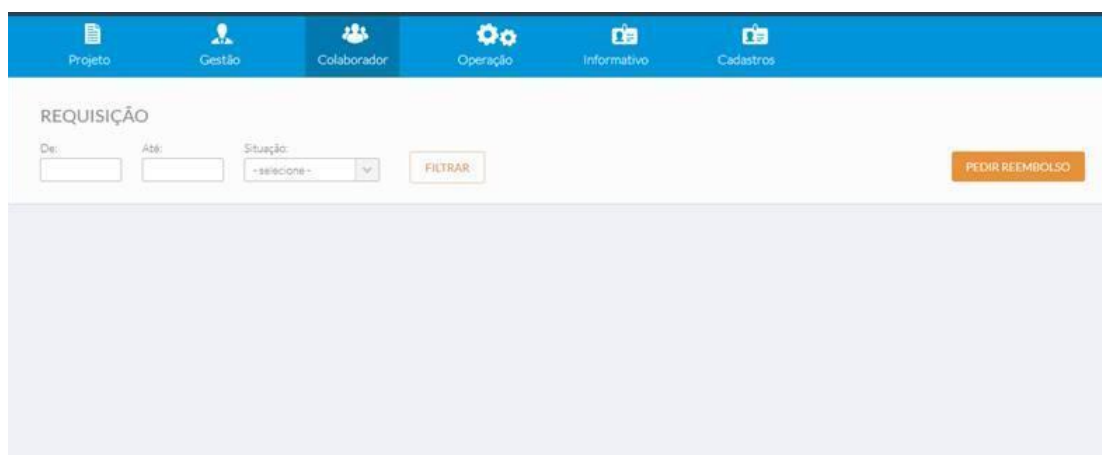 Projeto Gestão Colaborador Operação Informativo Cadastros
REQUISIÇÃO
De: Até: Situação:
-selecione- FILTRAR PEDIR REEMBOLSO